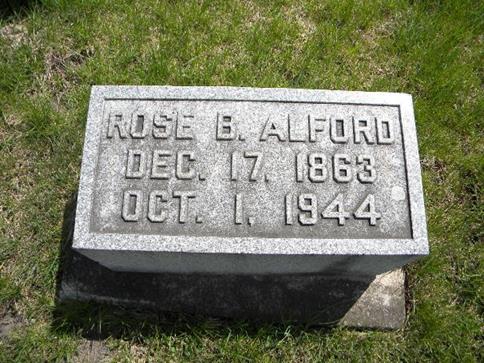 ROSE B. ALFORD
DEC. 17, 1863
OCT. 1, 1944